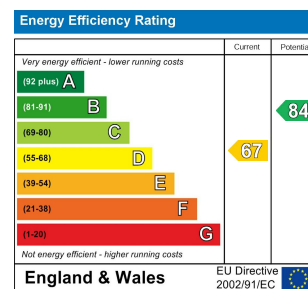 Energy Efficiency Rating
Current
Potentia
Very energy efficient - lower running costs
(92 plus) A
(81-91) B
(69-80) C
(55-68) D
(39-54) E
(21-38) F
(1-20) G
84
67
Not energy efficient - higher running costs
England & Wales
EU Directive
2002/91/EC